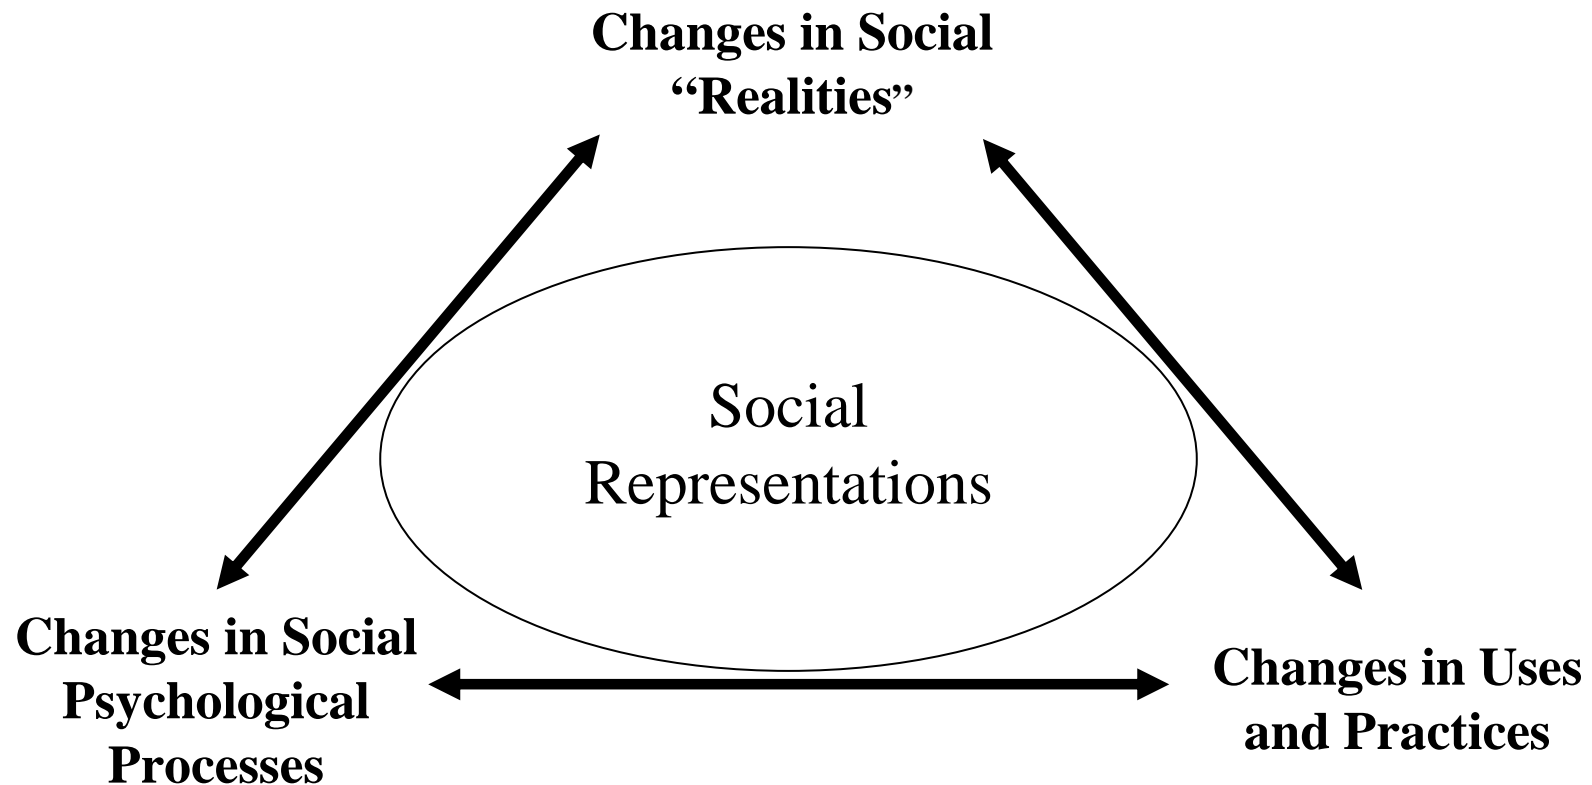 Changes in Social
“Realities”
Social
Representations
Changes in Social
Psychological
Processes
Changes in Uses
and Practices